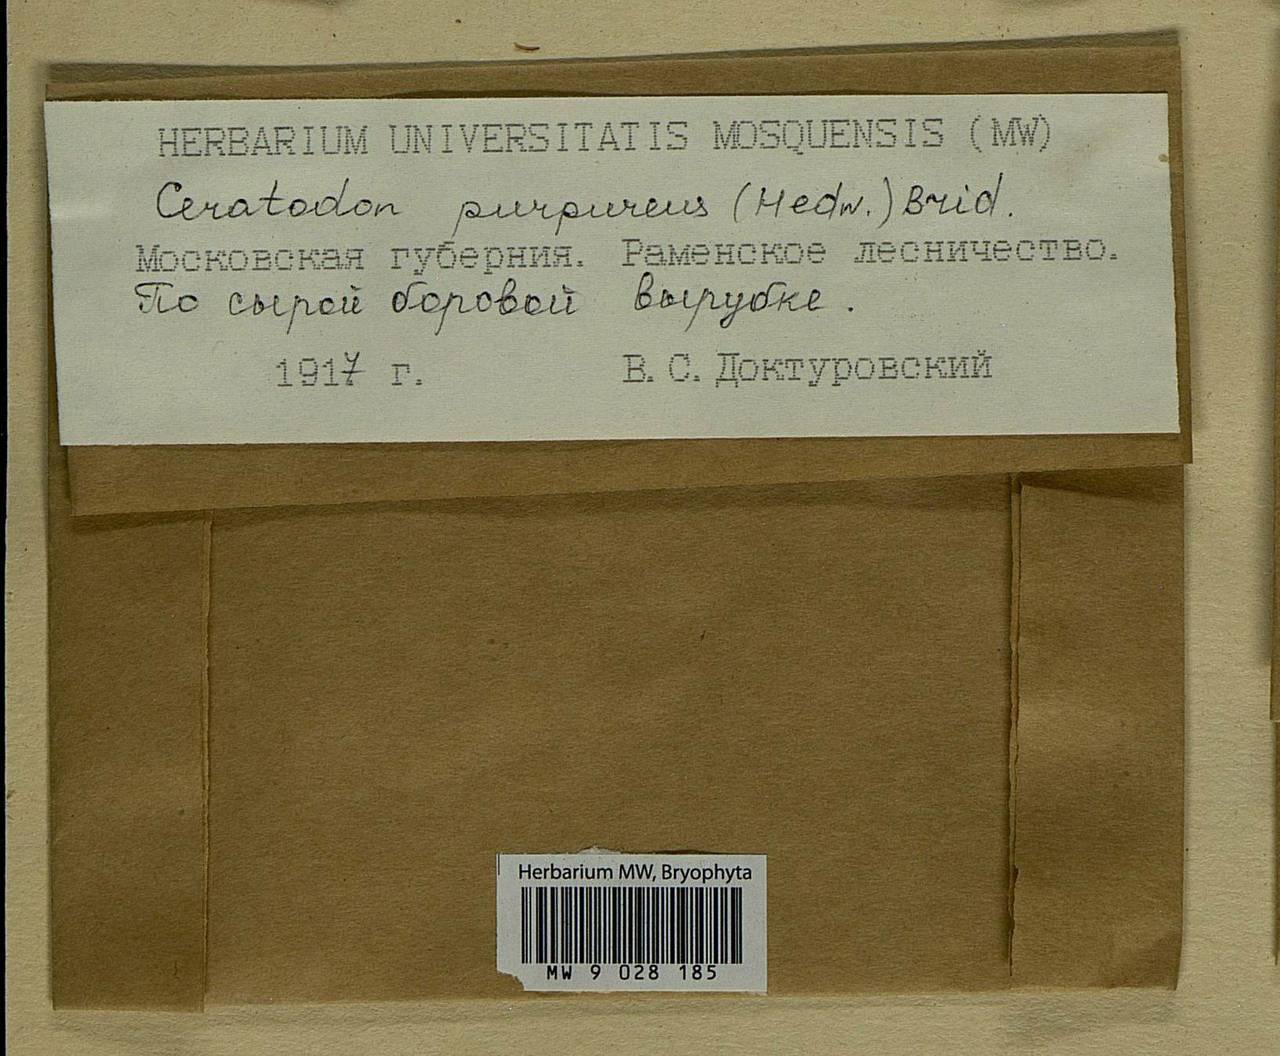 HERBARIUM UNIVERSITATIS MOSQUENSIS (MW)
Ceratodon purpureus (Hedw.) Brid.
Московская губерния. Раменское лесничество.
По сырой боровой вырубке.
1917 г. В. С. Доктуровский
Herbarium MW, Bryophyta
MW 9 028 185